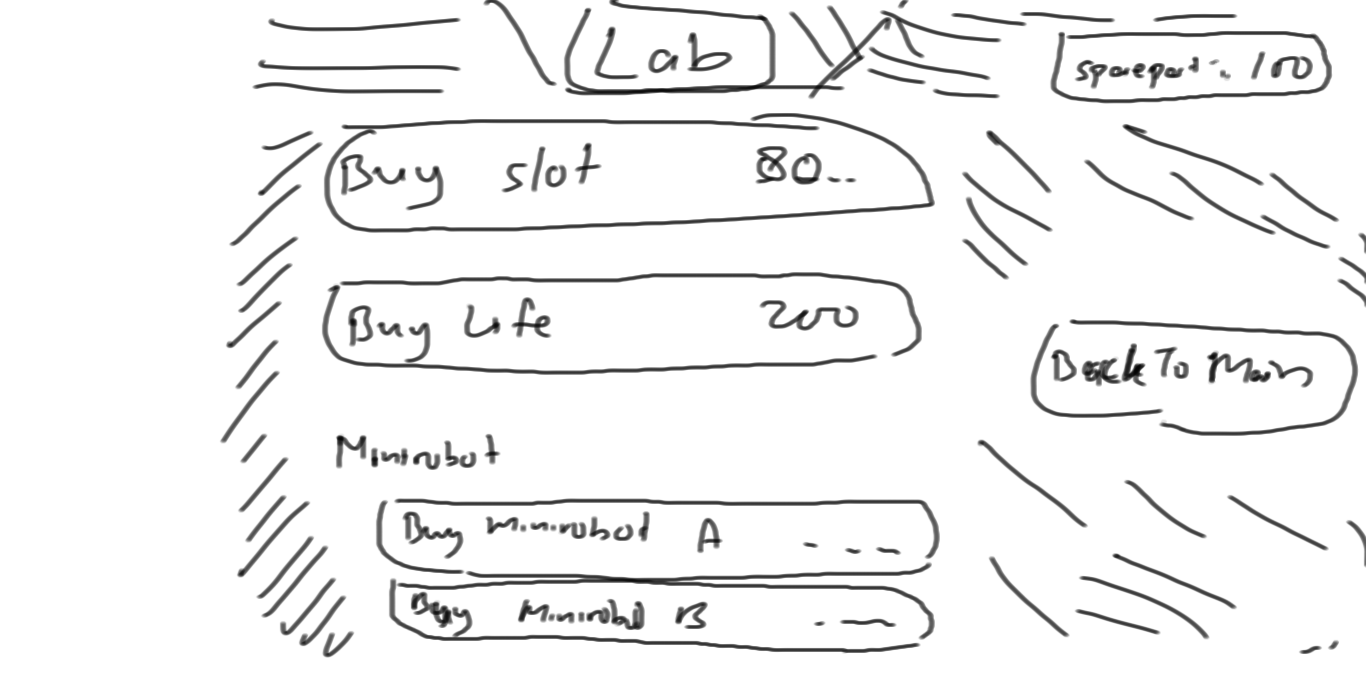 Lab
sparepart : 100
Buy slot 80..
Buy Life 200
Back To Main
Minirobot
Buy minirobot A - - - -
Buy Minirobot B . - —